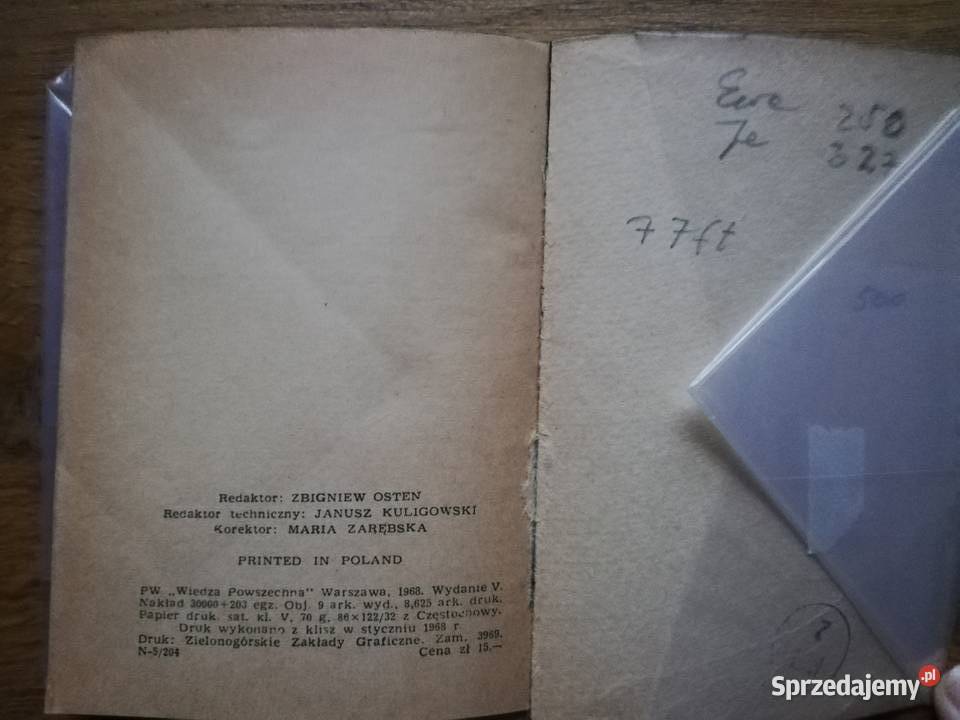 Redaktor: ZBIGNIEW OSTEN
Redaktor techniczny: JANUSZ KULIGOWSKI
Korektor: MARIA ZARĘBSKA
PRINTED IN POLAND
PW „Wiedza Powszechna" Warszawa, 1968. Wydanie V.
Nakład 30000+203 egz. Obj. 9 ark. wyd., 8,625 ark. druk.
Papier druk. sat. kl. V, 70 g, 86×122/32 z Częstochowy.
Druk wykonano z klisz w styczniu 1968 r.
Druk: Zielonogórskie Zakłady Graficzne. Zam. 3969.
N-5/204 Cena zł 15.—
Ewa 250
Ja 327
77ft
500
Sprzedajemy.pl